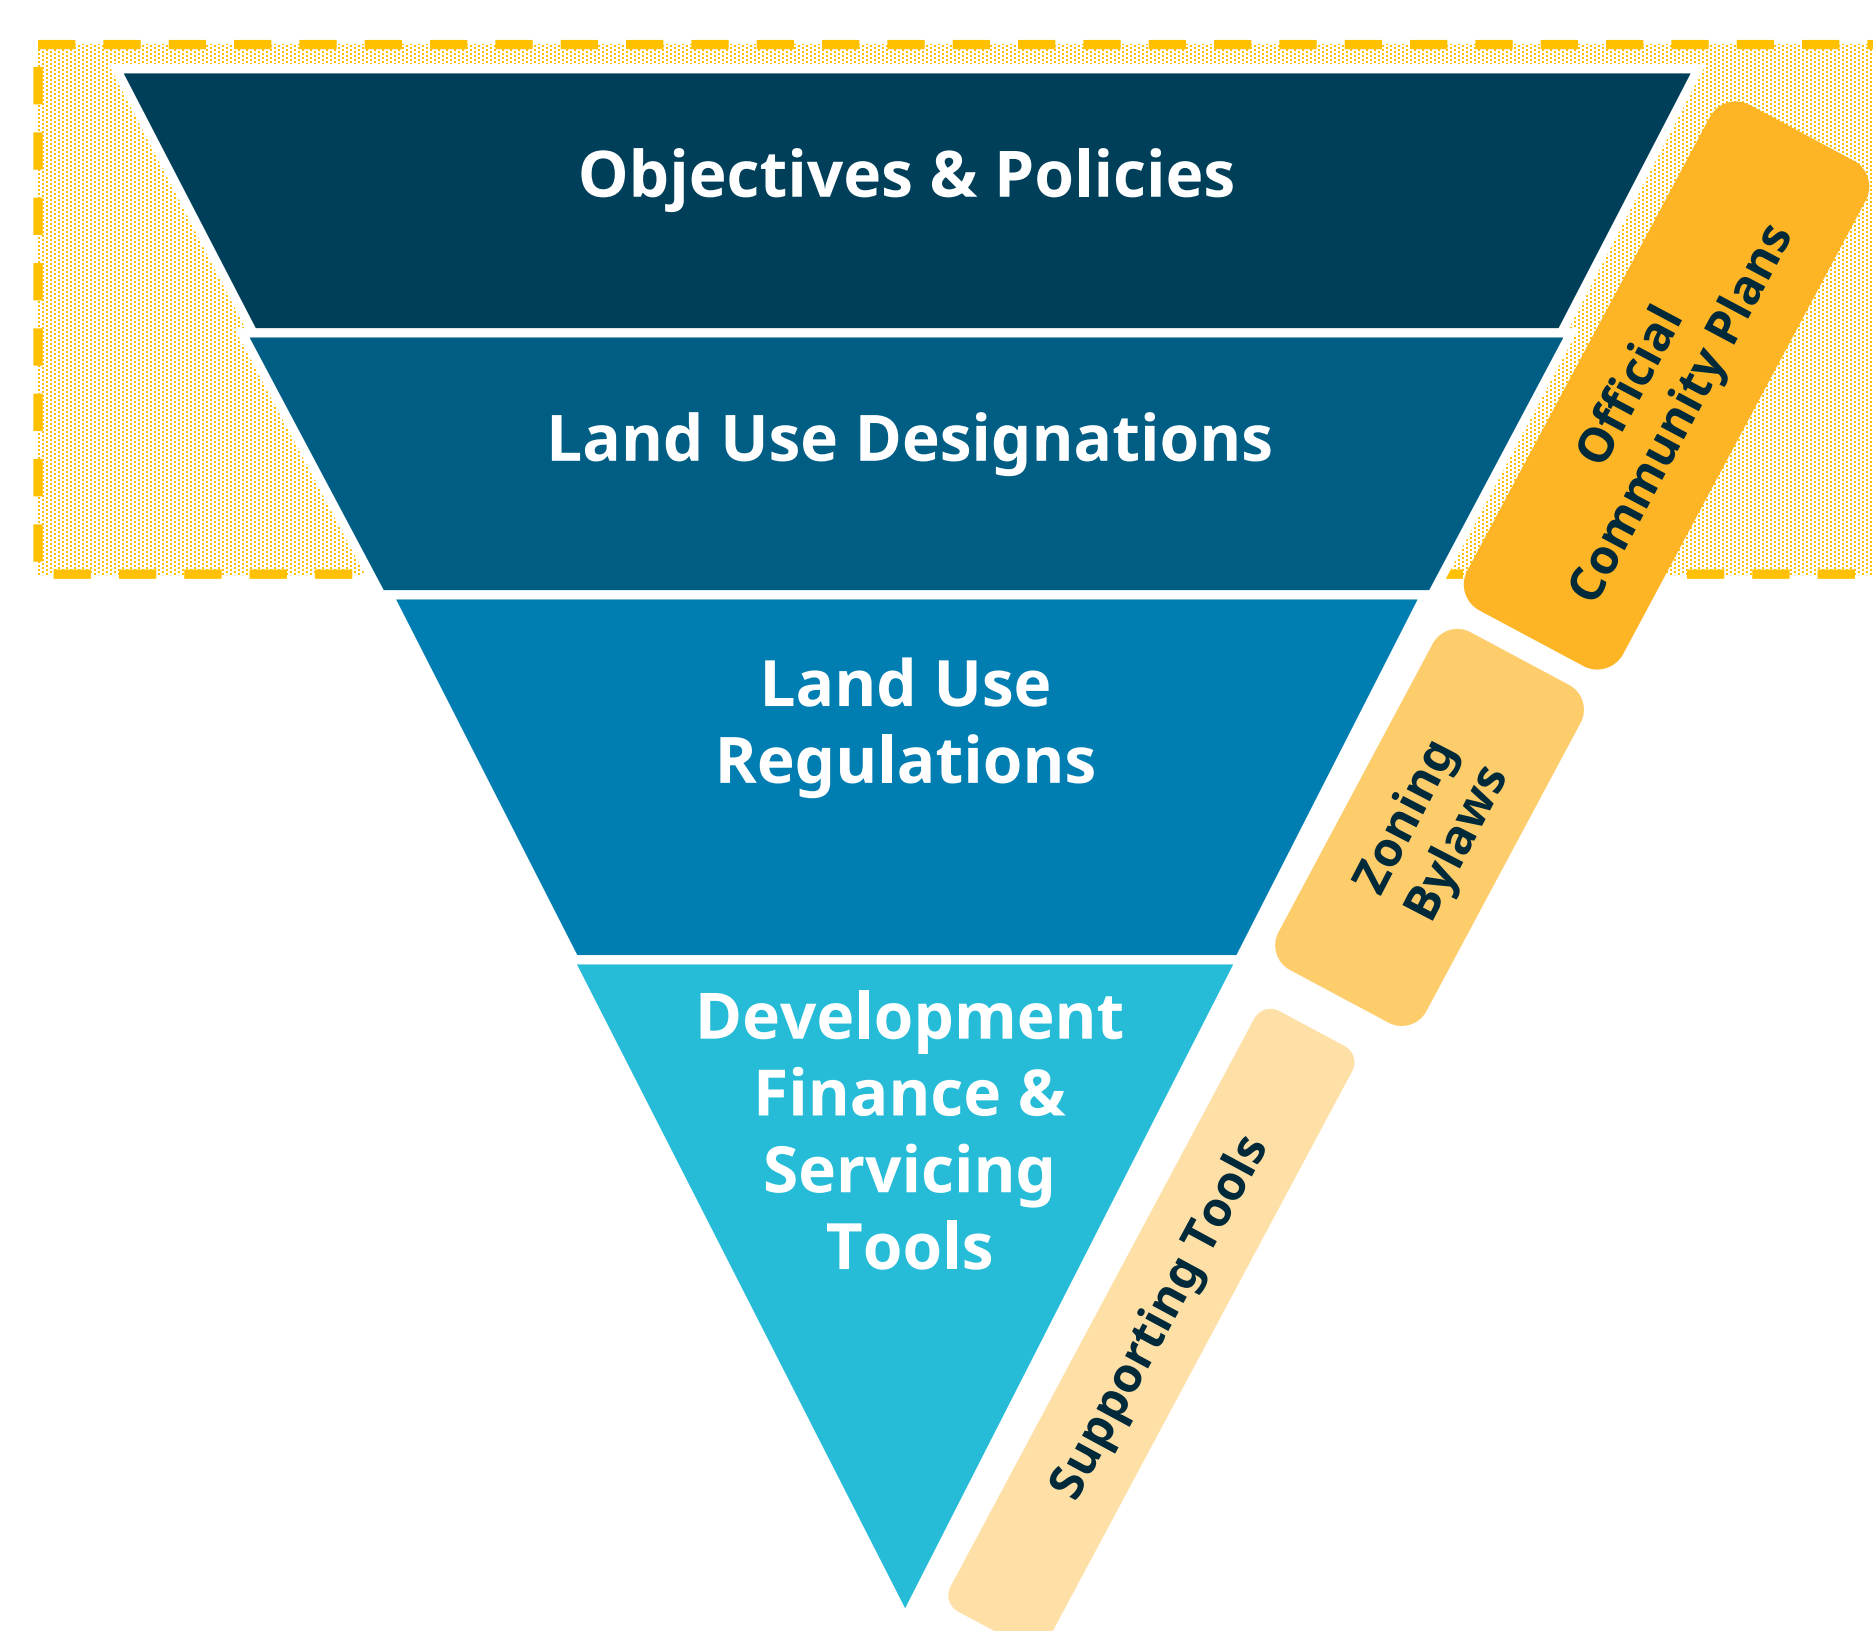 Objectives & Policies
Land Use Designations
Official
Community Plans
Land Use
Regulations
Zoning
Bylaws
Development
Finance &
Servicing
Tools
Supporting Tools